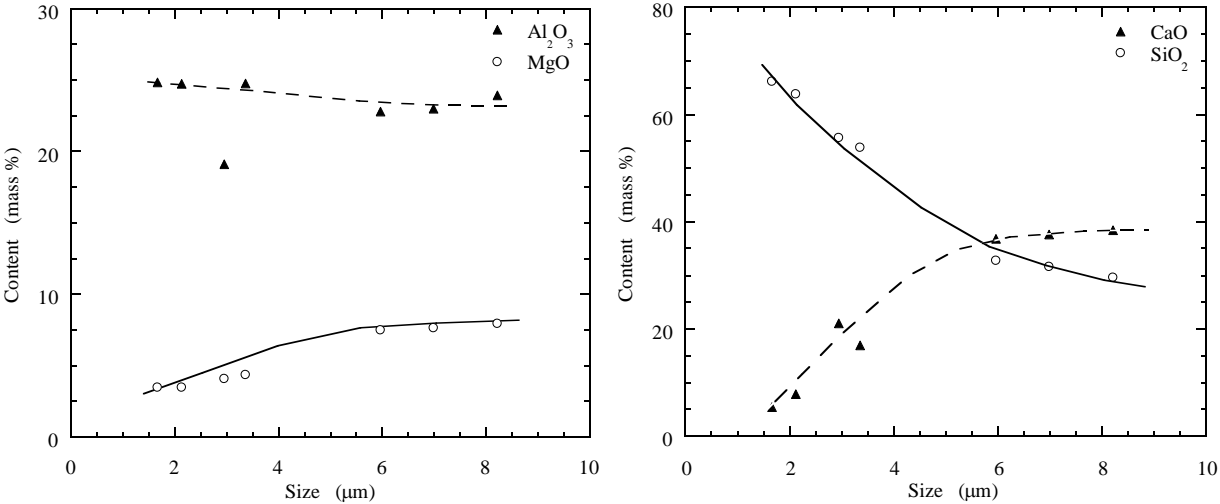 30
20
10
0
0 2 4 6 8 10
Content (mass %)
Size (μm)
Al₂O₃
MgO
80
60
40
20
0
0 2 4 6 8 10
Content (mass %)
Size (μm)
CaO
SiO₂